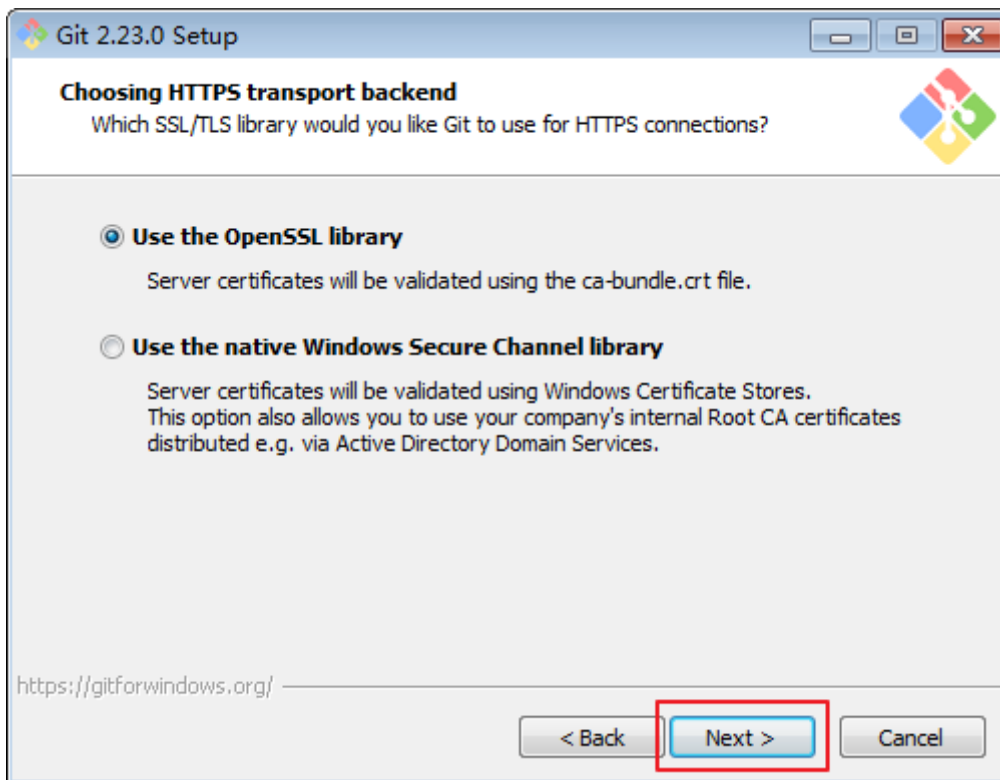 Git 2.23.0 Setup
Choosing HTTPS transport backend
Which SSL/TLS library would you like Git to use for HTTPS connections?
Use the OpenSSL library
Server certificates will be validated using the ca-bundle.crt file.
Use the native Windows Secure Channel library
Server certificates will be validated using Windows Certificate Stores.
This option also allows you to use your company's internal Root CA certificates
distributed e.g. via Active Directory Domain Services.
https://gitforwindows.org/
< Back
Next >
Cancel